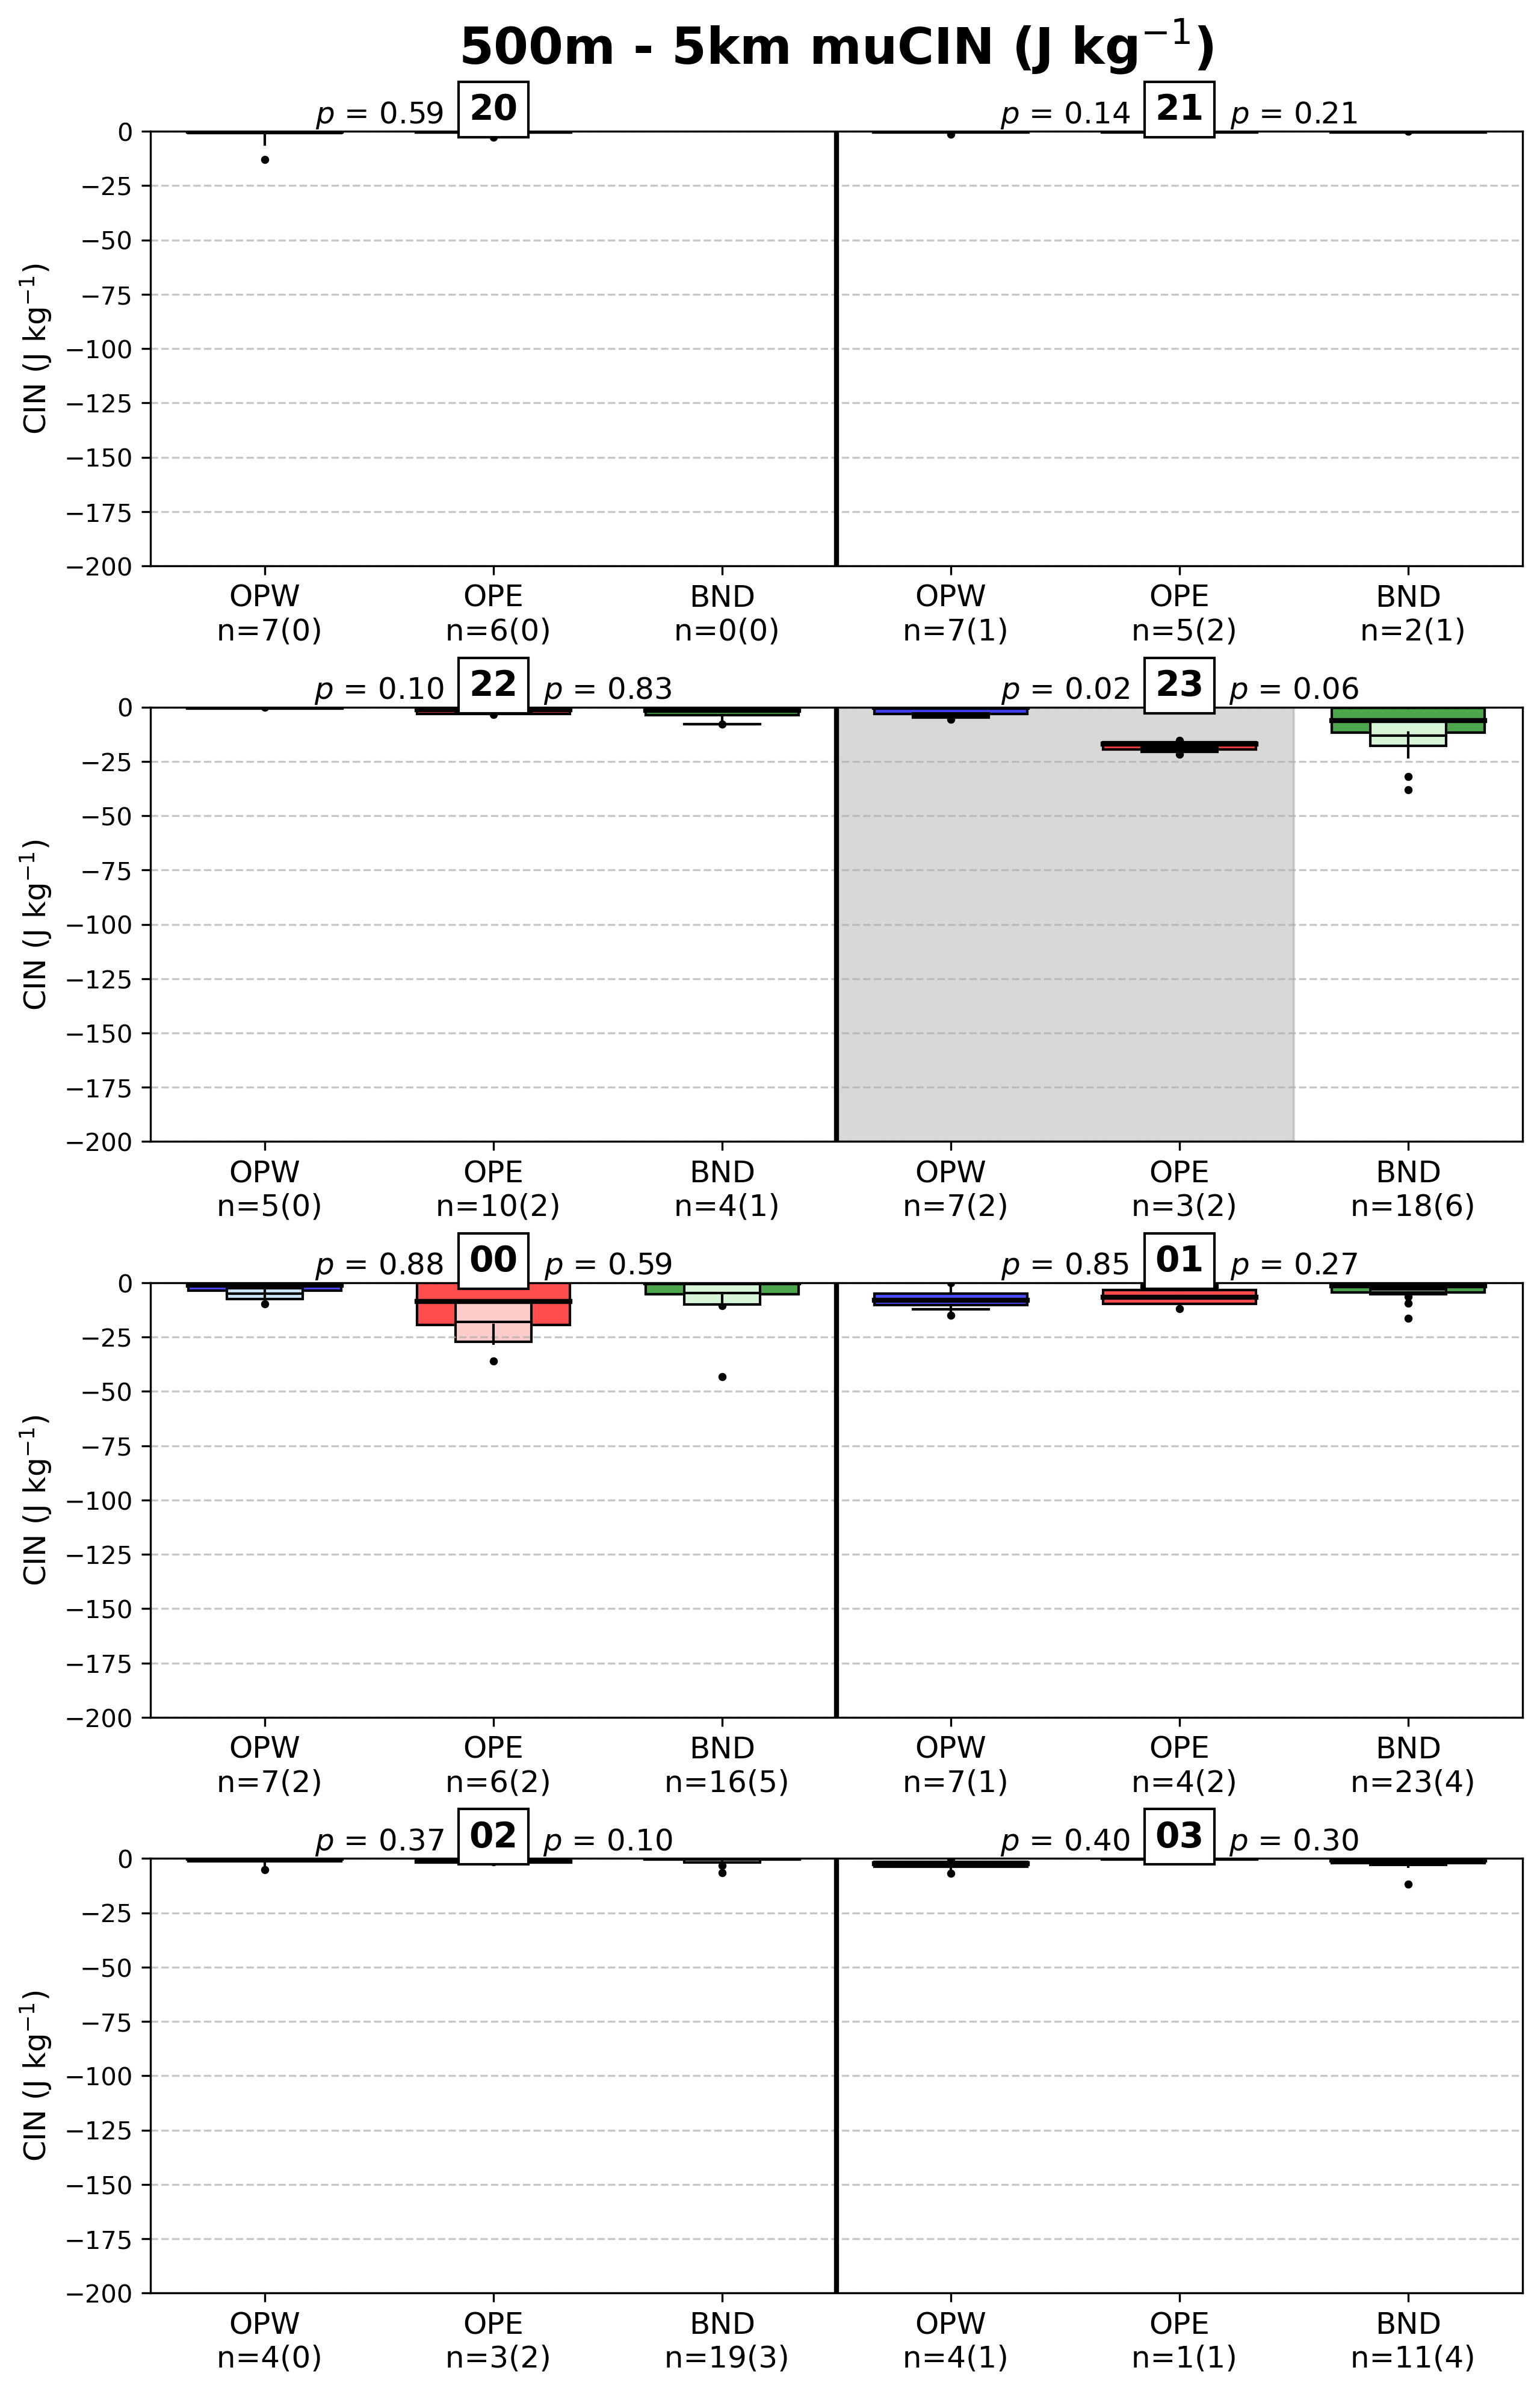 500m - 5km muCIN (J kg⁻¹)
p = 0.59 20
p = 0.14 21 p = 0.21
CIN (J kg⁻¹)
0
−25
−50
−75
−100
−125
−150
−175
−200
OPW OPE BND OPW OPE BND
n=7(0) n=6(0) n=0(0) n=7(1) n=5(2) n=2(1)
p = 0.10 22 p = 0.83
p = 0.02 23 p = 0.06
CIN (J kg⁻¹)
0
−25
−50
−75
−100
−125
−150
−175
−200
OPW OPE BND OPW OPE BND
n=5(0) n=10(2) n=4(1) n=7(2) n=3(2) n=18(6)
p = 0.88 00 p = 0.59
p = 0.85 01 p = 0.27
CIN (J kg⁻¹)
0
−25
−50
−75
−100
−125
−150
−175
−200
OPW OPE BND OPW OPE BND
n=7(2) n=6(2) n=16(5) n=7(1) n=4(2) n=23(4)
p = 0.37 02 p = 0.10
p = 0.40 03 p = 0.30
CIN (J kg⁻¹)
0
−25
−50
−75
−100
−125
−150
−175
−200
OPW OPE BND OPW OPE BND
n=4(0) n=3(2) n=19(3) n=4(1) n=1(1) n=11(4)